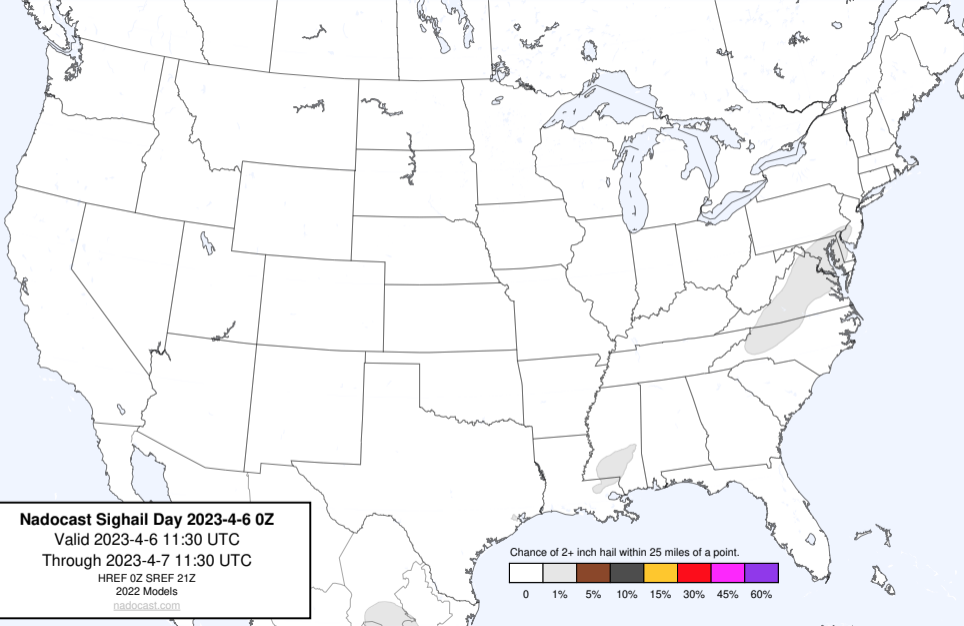 Nadocast Sighail Day 2023-4-6 0Z
Valid 2023-4-6 11:30 UTC
Through 2023-4-7 11:30 UTC
HREF 0Z SREF 21Z
2022 Models
nadocast.com
Chance of 2+ inch hail within 25 miles of a point.
0 1% 5% 10% 15% 30% 45% 60%